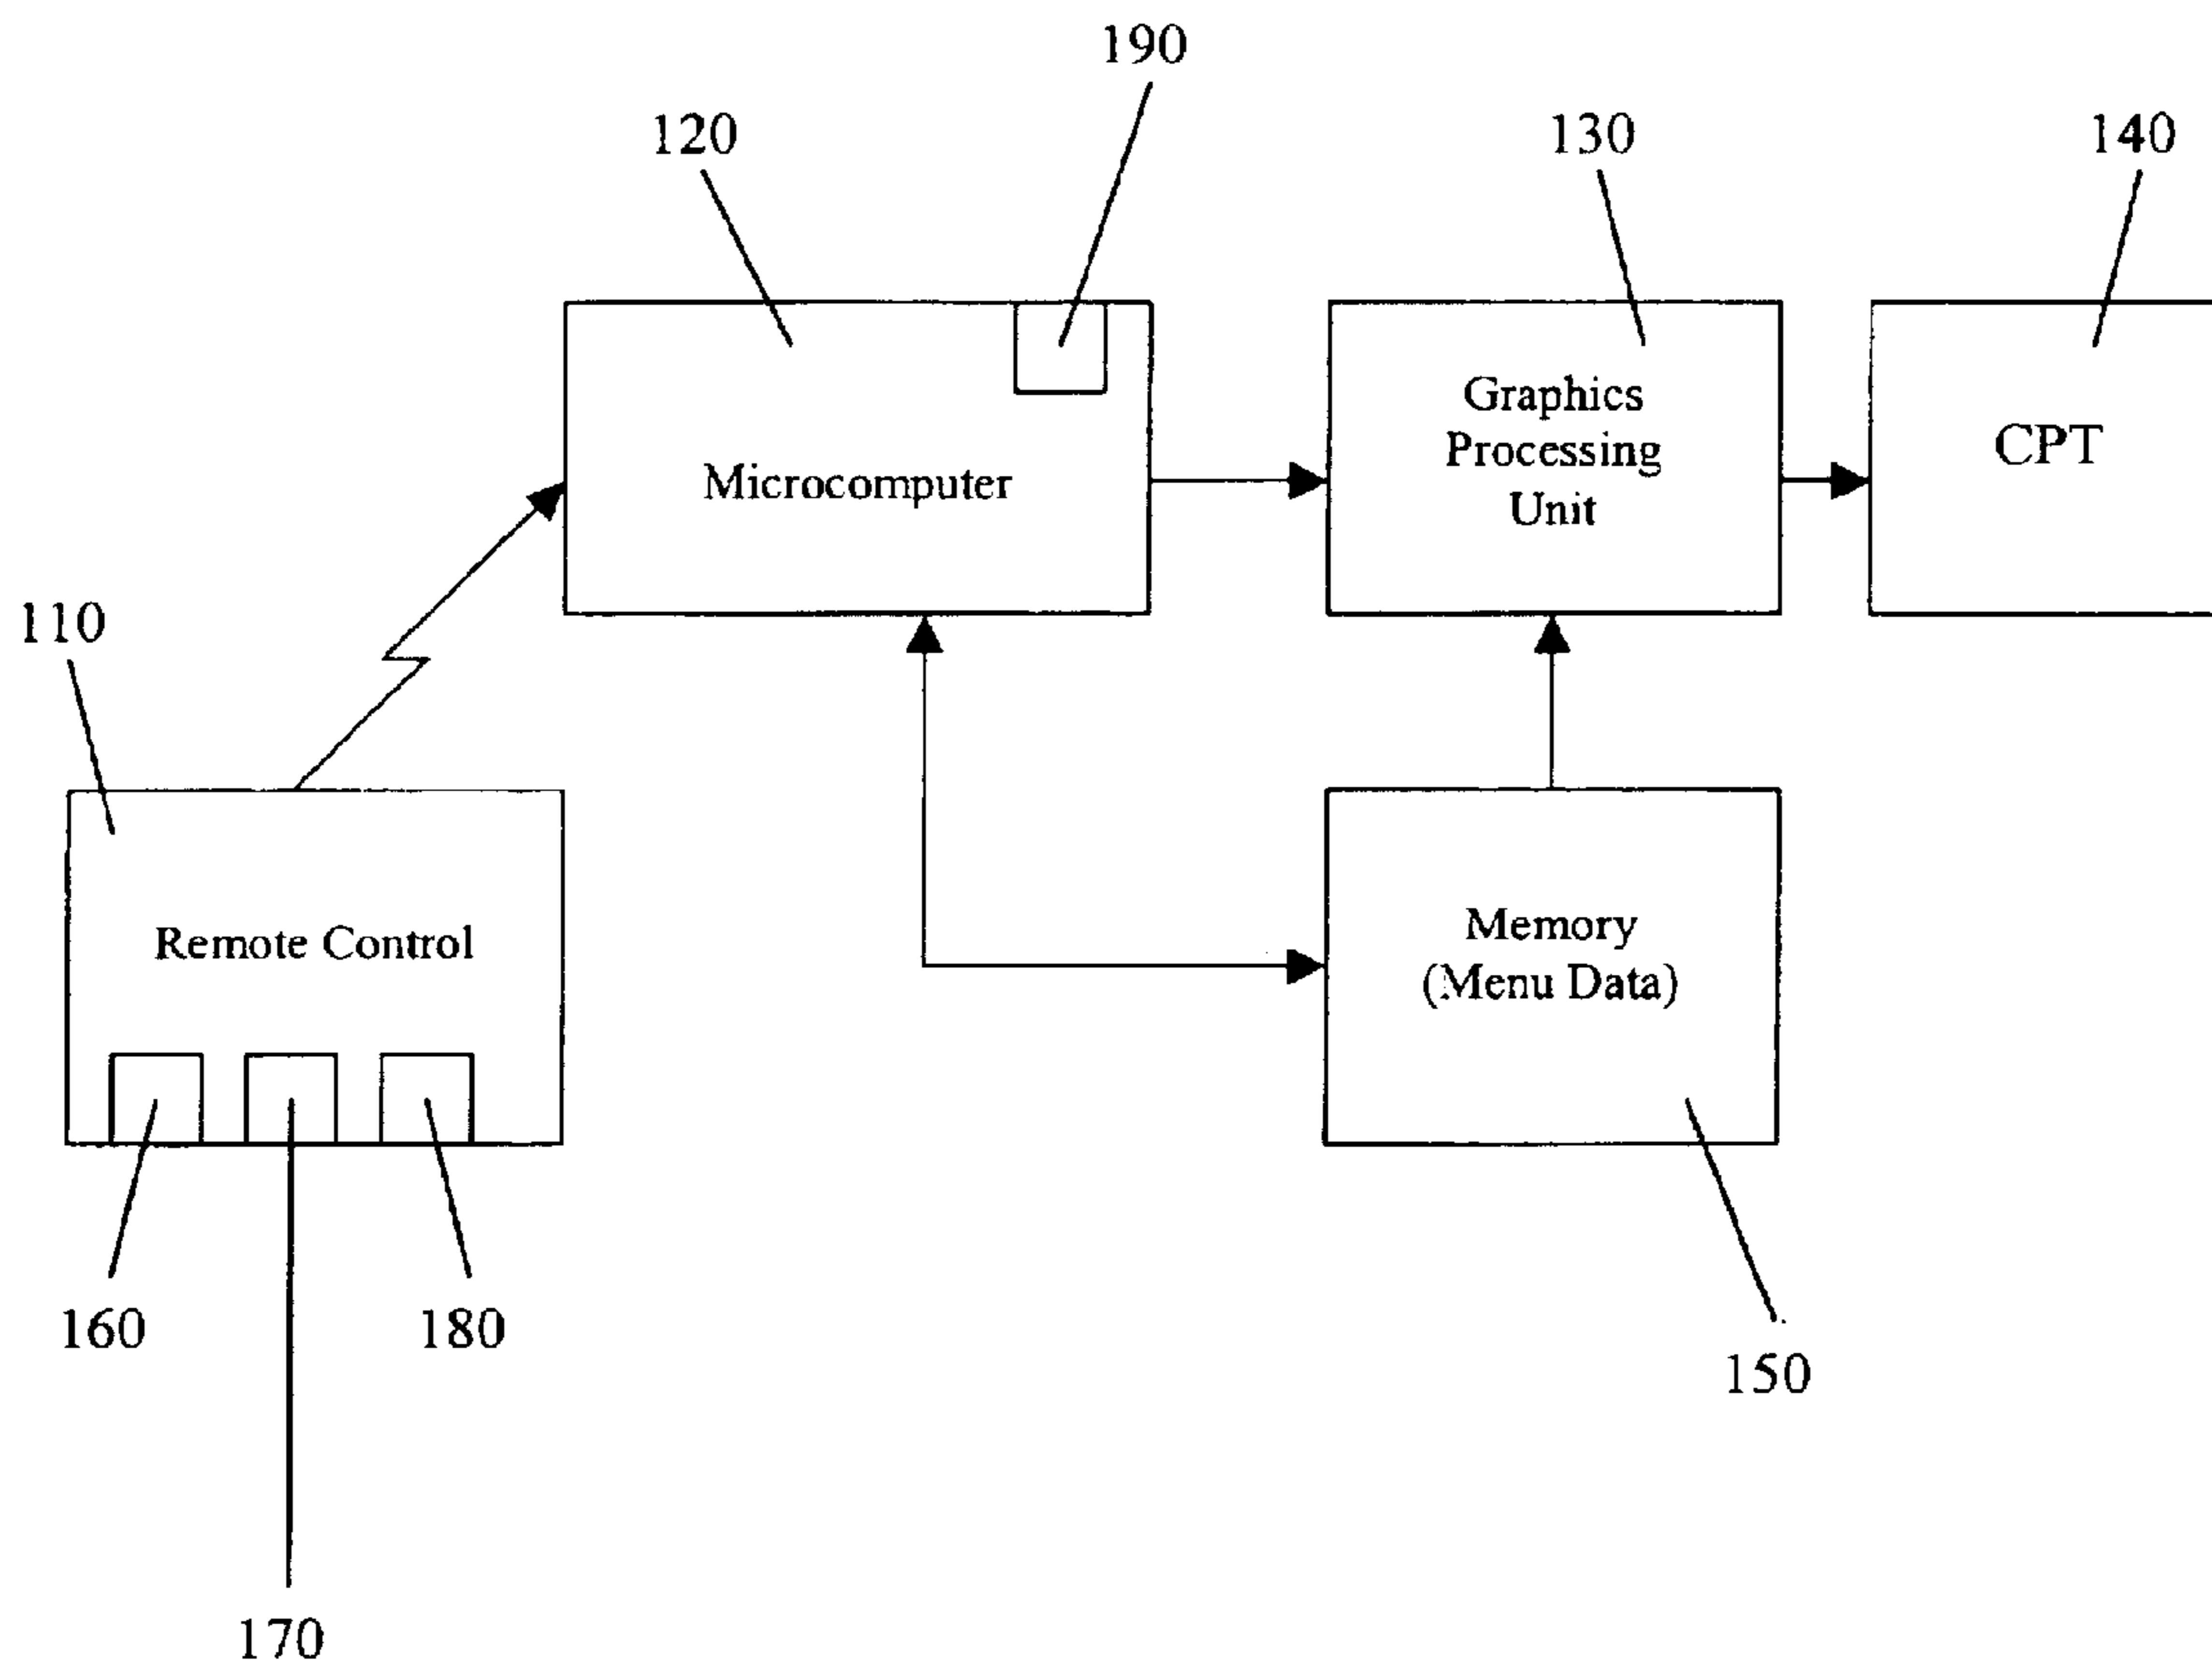 190
120
130
140
Graphics
Processing
Unit
CPT
Microcomputer
110
Remote Control
Memory
(Menu Data)
160
180
150
170